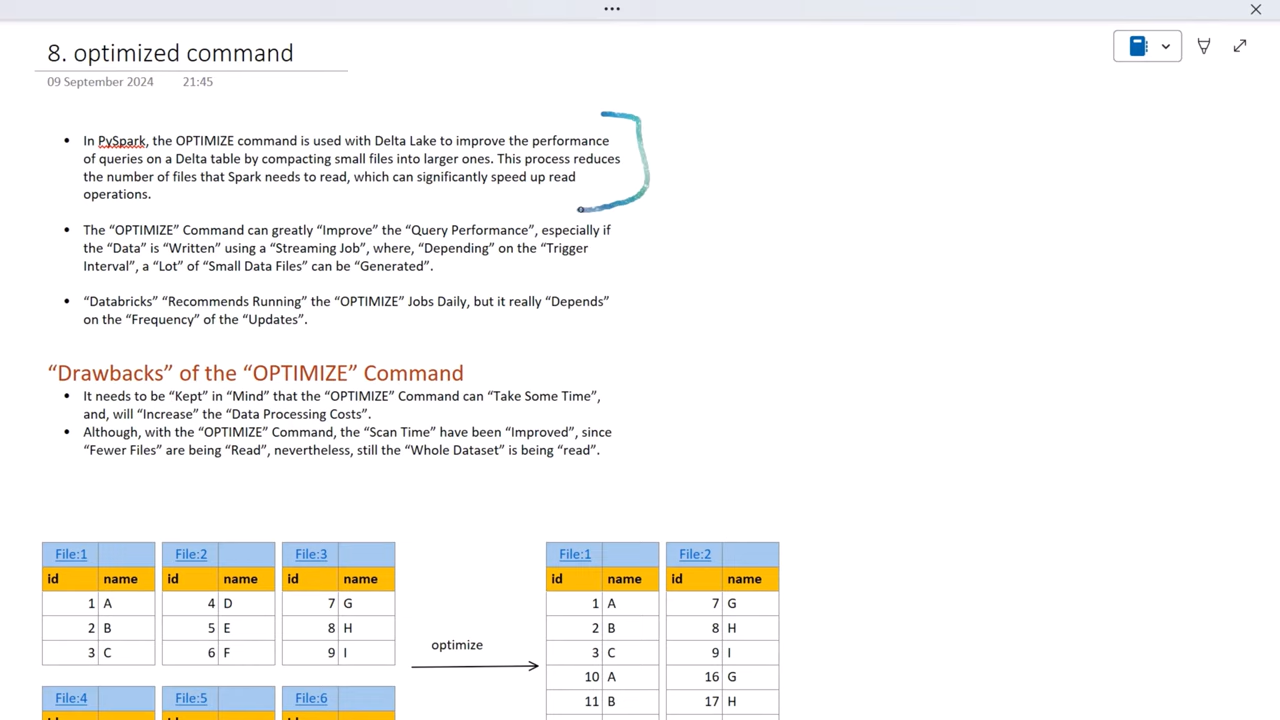 8. optimized command
09 September 2024 21:45
In PySpark, the OPTIMIZE command is used with Delta Lake to improve the performance
of queries on a Delta table by compacting small files into larger ones. This process reduces
the number of files that Spark needs to read, which can significantly speed up read
operations.
The “OPTIMIZE” Command can greatly “Improve” the “Query Performance”, especially if
the “Data” is “Written” using a “Streaming Job”, where, “Depending” on the “Trigger
Interval”, a “Lot” of “Small Data Files” can be “Generated”.
“Databricks” “Recommends Running” the “OPTIMIZE” Jobs Daily, but it really “Depends”
on the “Frequency” of the “Updates”.
“Drawbacks” of the “OPTIMIZE” Command
It needs to be “Kept” in “Mind” that the “OPTIMIZE” Command can “Take Some Time”,
and, will “Increase” the “Data Processing Costs”.
Although, with the “OPTIMIZE” Command, the “Scan Time” have been “Improved”, since
“Fewer Files” are being “Read”, nevertheless, still the “Whole Dataset” is being “read”.
File:1 File:2 File:3 File:1 File:2
id name id name id name id name id name
1 A 4 D 7 G 1 A 7 G
2 B 5 E 8 H 2 B 8 H
optimize
3 C 6 F 9 I 3 C 9 I
10 A 16 G
File:4 File:5 File:6 11 B 17 H